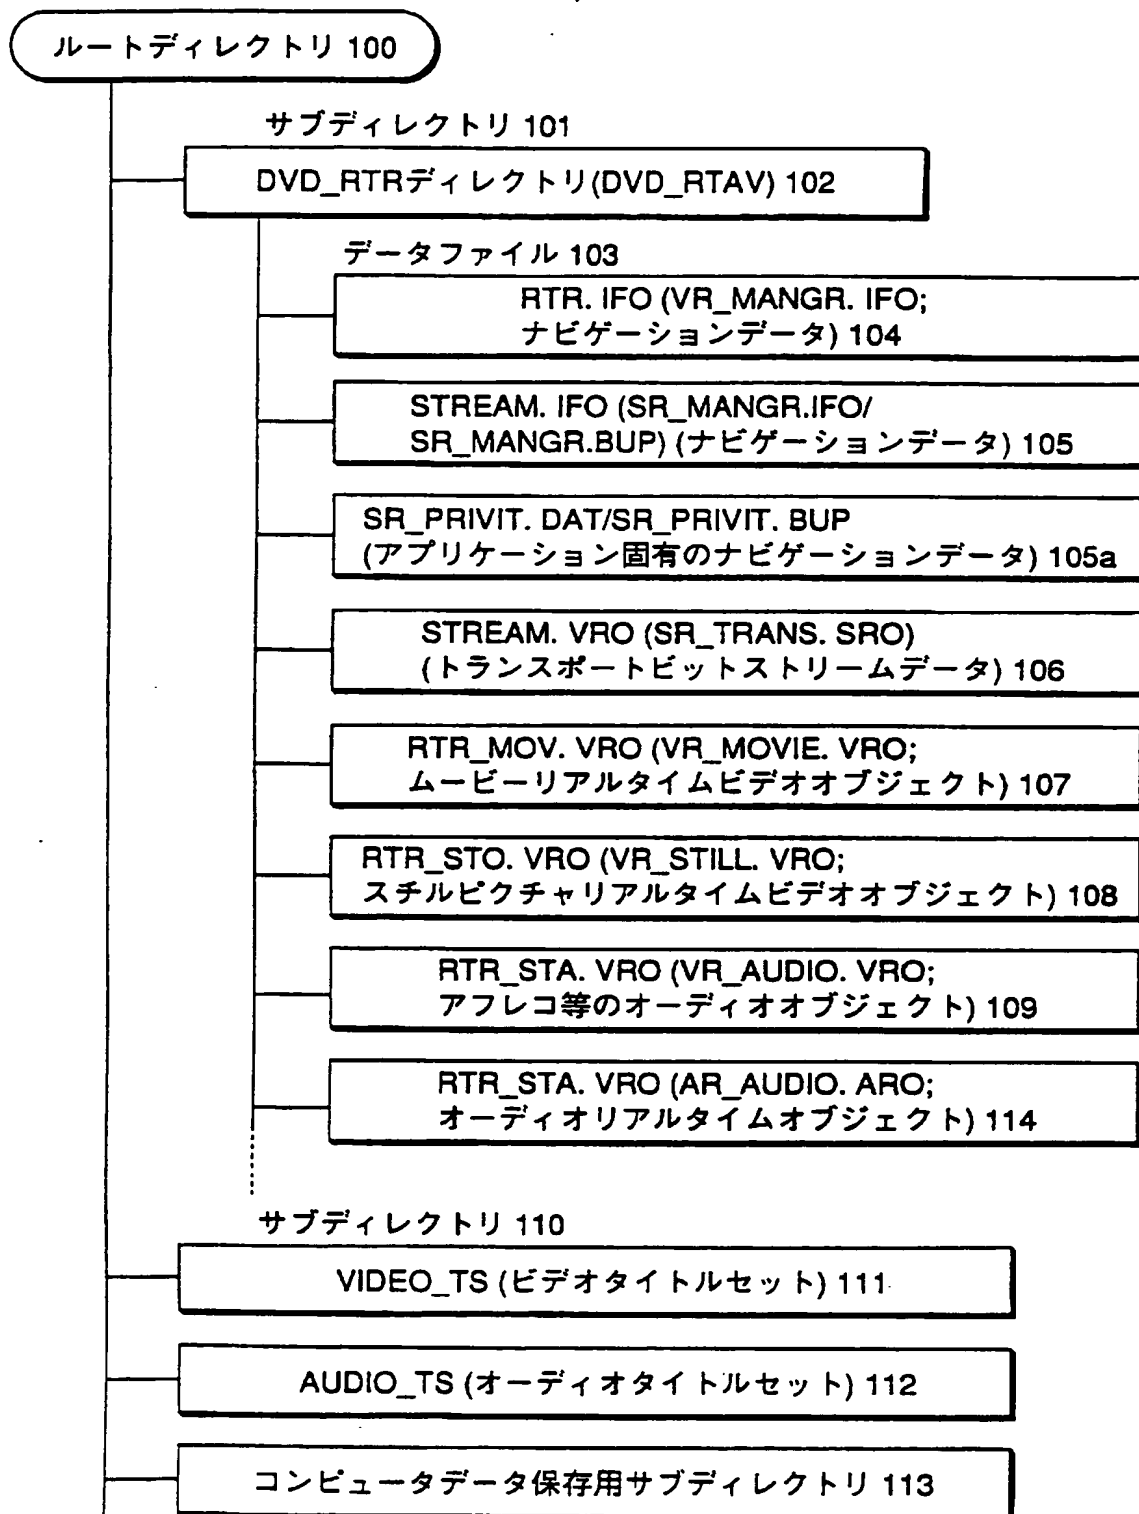 ルートディレクトリ 100
サブディレクトリ 101
DVD_RTRディレクトリ(DVD_RTAV) 102
データファイル 103
RTR. IFO (VR_MANGR. IFO;
ナビゲーションデータ) 104
STREAM. IFO (SR_MANGR.IFO/
SR_MANGR.BUP) (ナビゲーションデータ) 105
SR_PRIVIT. DAT/SR_PRIVIT. BUP
(アプリケーション固有のナビゲーションデータ) 105a
STREAM. VRO (SR_TRANS. SRO)
(トランスポートビットストリームデータ) 106
RTR_MOV. VRO (VR_MOVIE. VRO;
ムービーリアルタイムビデオオブジェクト) 107
RTR_STO. VRO (VR_STILL. VRO;
スチルピクチャリアルタイムビデオオブジェクト) 108
RTR_STA. VRO (VR_AUDIO. VRO;
アフレコ等のオーディオオブジェクト) 109
RTR_STA. VRO (AR_AUDIO. ARO;
オーディオリアルタイムオブジェクト) 114
サブディレクトリ 110
VIDEO_TS (ビデオタイトルセット) 111
AUDIO_TS (オーディオタイトルセット) 112
コンピュータデータ保存用サブディレクトリ 113